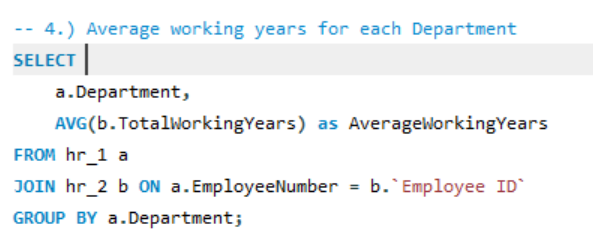 -- 4.) Average working years for each Department
SELECT
a.Department,
AVG(b.TotalWorkingYears) as AverageWorkingYears
FROM hr_1 a
JOIN hr_2 b ON a.EmployeeNumber = b.`Employee ID`
GROUP BY a.Department;